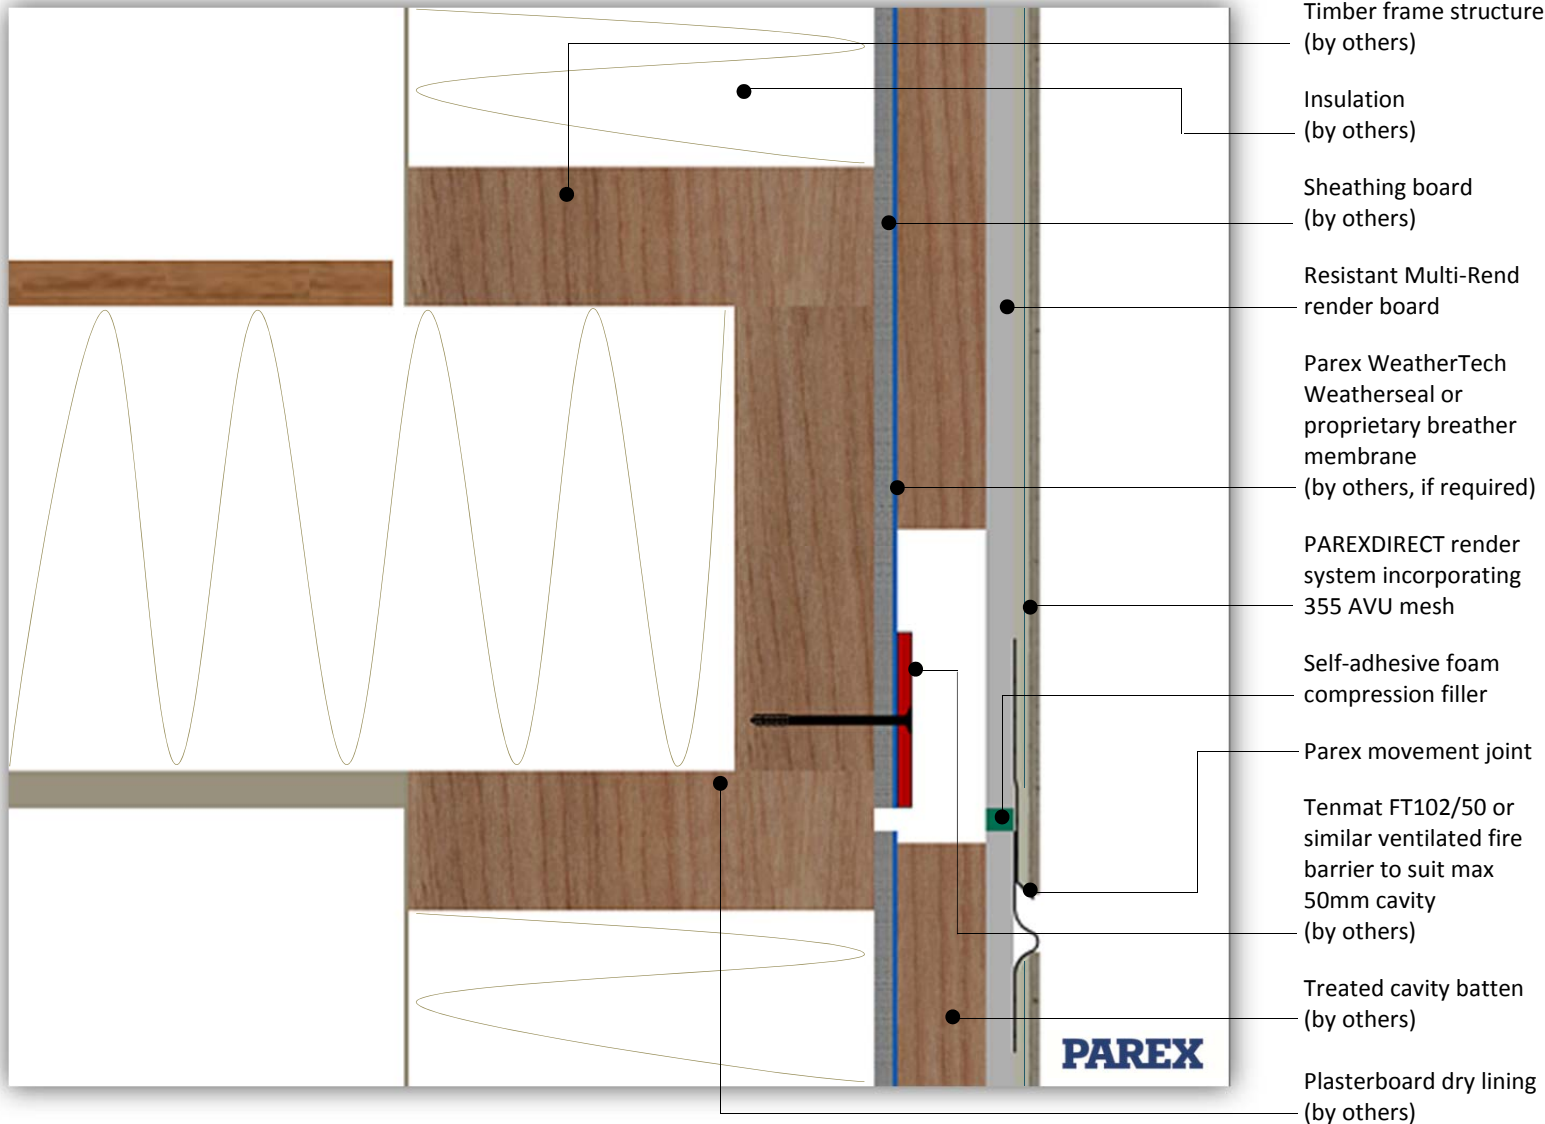 Timber frame structure
(by others)
Insulation
(by others)
Sheathing board
(by others)
Resistant Multi-Rend
render board
Parex WeatherTech
Weatherseal or
proprietary breather
membrane
(by others, if required)
PAREXDIRECT render
system incorporating
355 AVU mesh
Self-adhesive foam
compression filler
Parex movement joint
Tenmat FT102/50 or
similar ventilated fire
barrier to suit max
50mm cavity
(by others)
Treated cavity batten
(by others)
PAREX
Plasterboard dry lining
(by others)